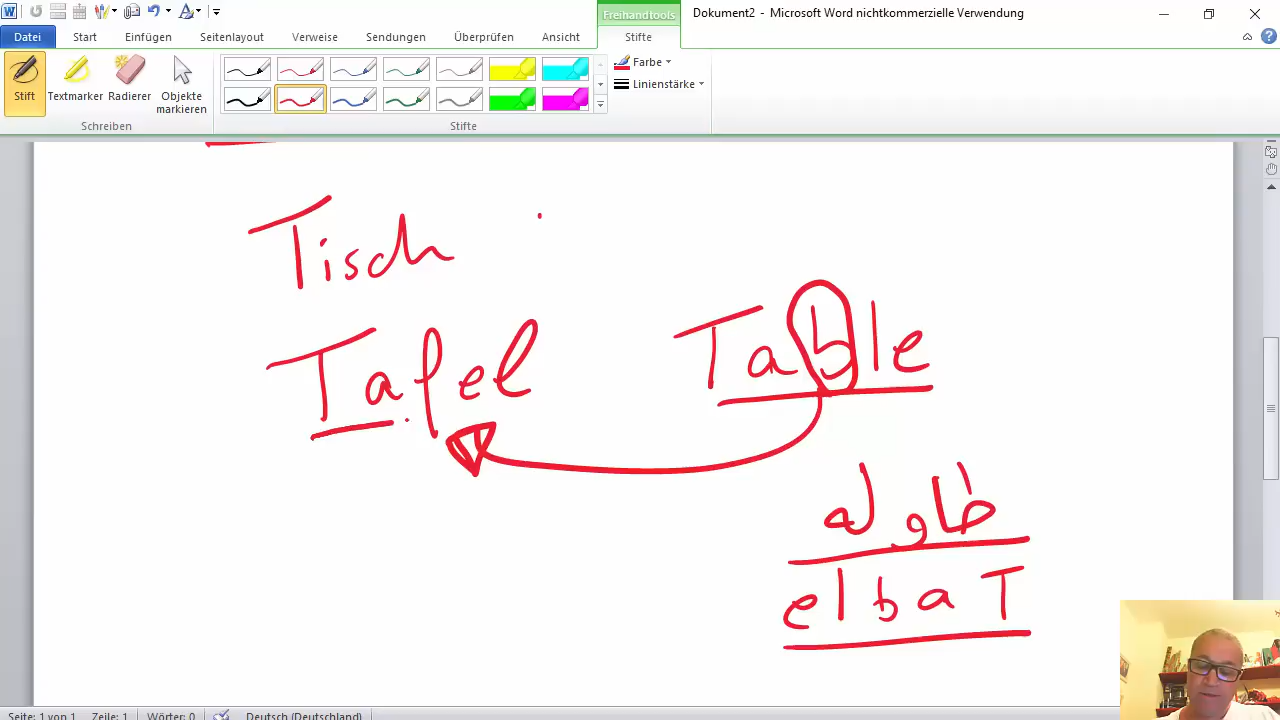 Freihandtools
Dokument2 - Microsoft Word nichtkommerzielle Verwendung
Datei Start Einfügen Seitenlayout Verweise Sendungen Überprüfen Ansicht Stifte
Stift Textmarker Radierer Objekte markieren
Farbe
Linienstärke
Schreiben Stifte
Tisch
Tafel Table
طاوله
elbaT
Seite: 1 von 1 Zeile: 1 Wörter: 0 Deutsch (Deutschland)